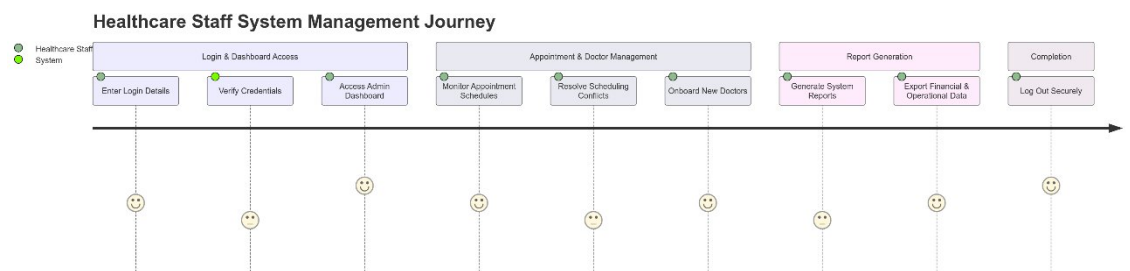 Healthcare Staff System Management Journey
Healthcare Staff
System
Login & Dashboard Access
Appointment & Doctor Management
Report Generation
Completion
Enter Login Details
Verify Credentials
Access Admin
Dashboard
Monitor Appointment
Schedules
Resolve Scheduling
Conflicts
Onboard New Doctors
Generate System
Reports
Export Financial &
Operational Data
Log Out Securely